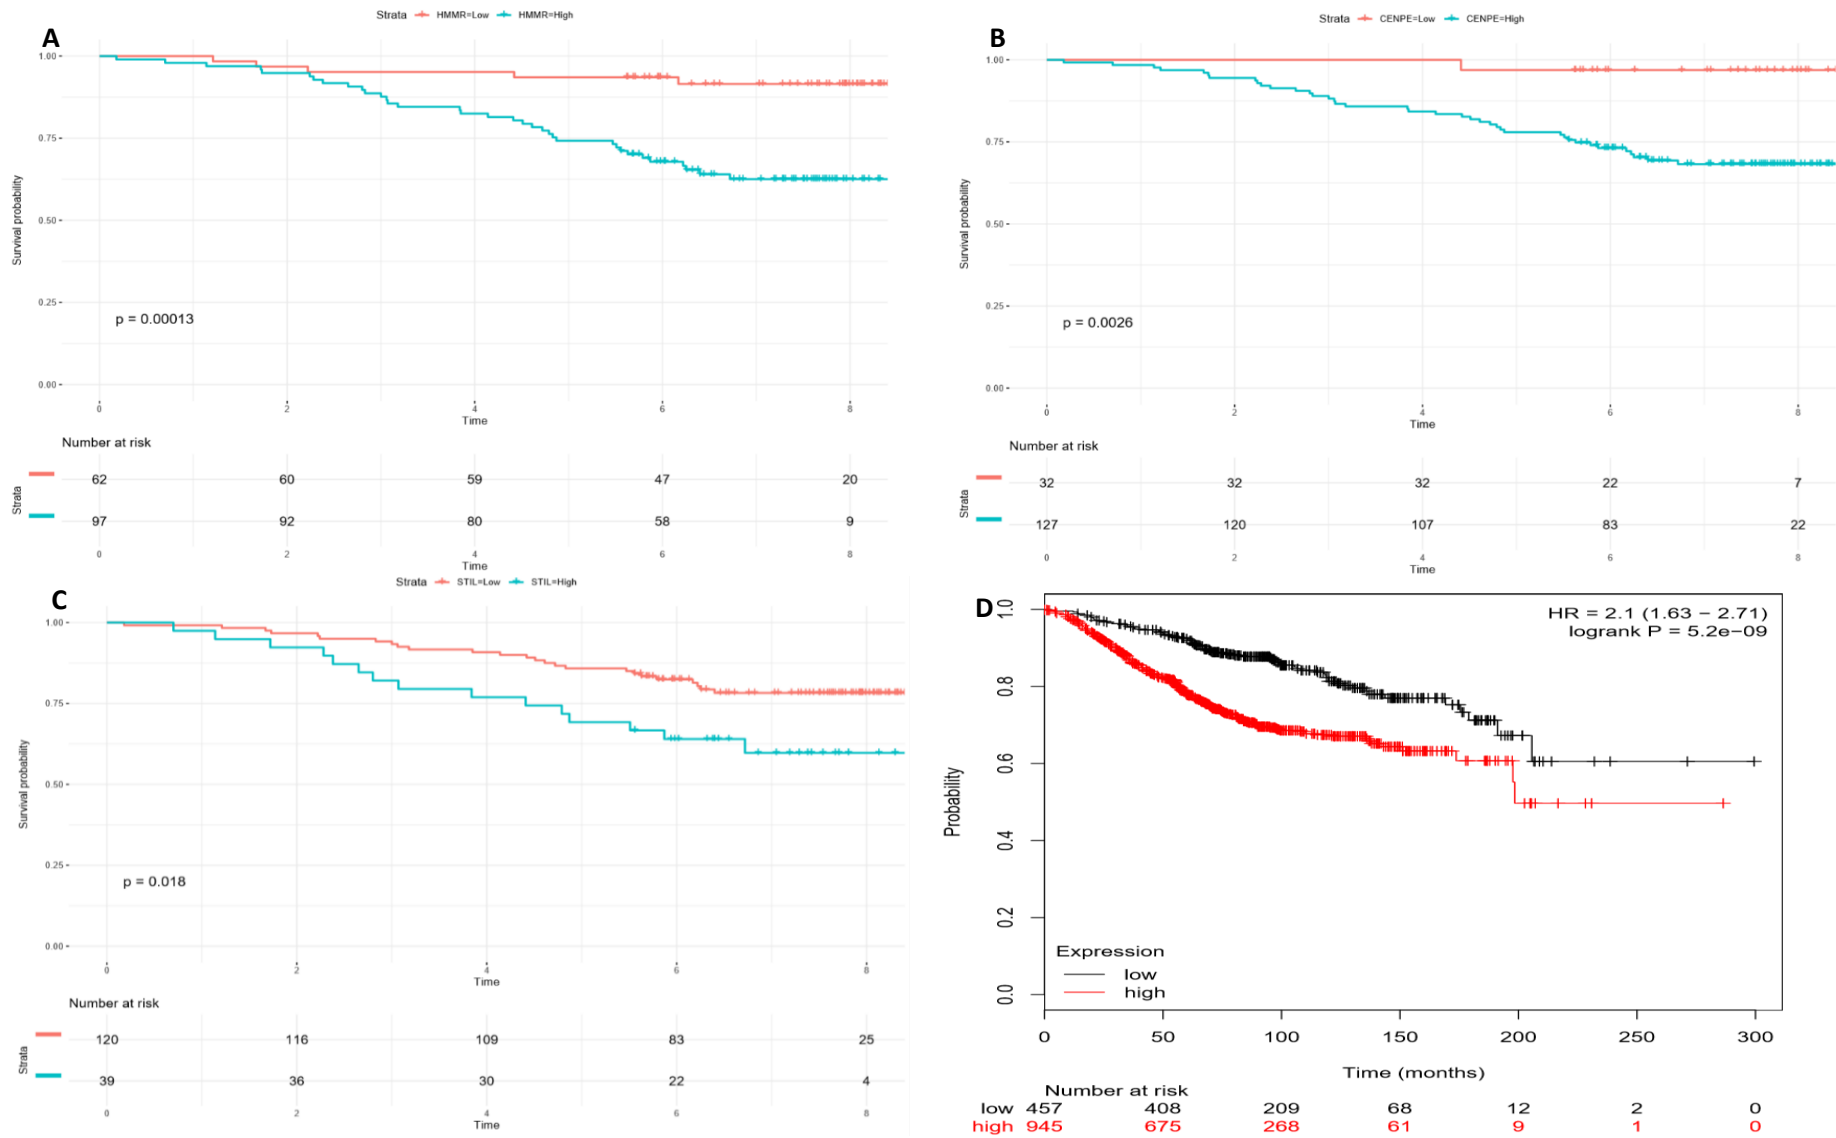 A
Strata HMMR=Low HMMR=High
1.00
0.75
0.50
0.25
0.00
Survival probability
p = 0.00013
0 2 4 6 8
Time
Number at risk
Strata
62 60 59 47 20
97 92 80 58 9
0 2 4 6 8
Time
B
Strata CENPE=Low CENPE=High
1.00
0.75
0.50
0.25
0.00
Survival probability
p = 0.0026
0 2 4 6 8
Time
Number at risk
Strata
32 32 32 22 7
127 120 107 83 22
0 2 4 6 8
Time
C
Strata STIL=Low STIL=High
1.00
0.75
0.50
0.25
0.00
Survival probability
p = 0.018
0 2 4 6 8
Time
Number at risk
Strata
120 116 109 83 25
39 36 30 22 4
0 2 4 6 8
Time
D
HR = 2.1 (1.63 − 2.71)
logrank P = 5.2e−09
1.0
0.8
0.6
0.4
0.2
0.0
Probability
Expression
low
high
0 50 100 150 200 250 300
Time (months)
Number at risk
low 457 408 209 68 12 2 0
high 945 675 268 61 9 1 0